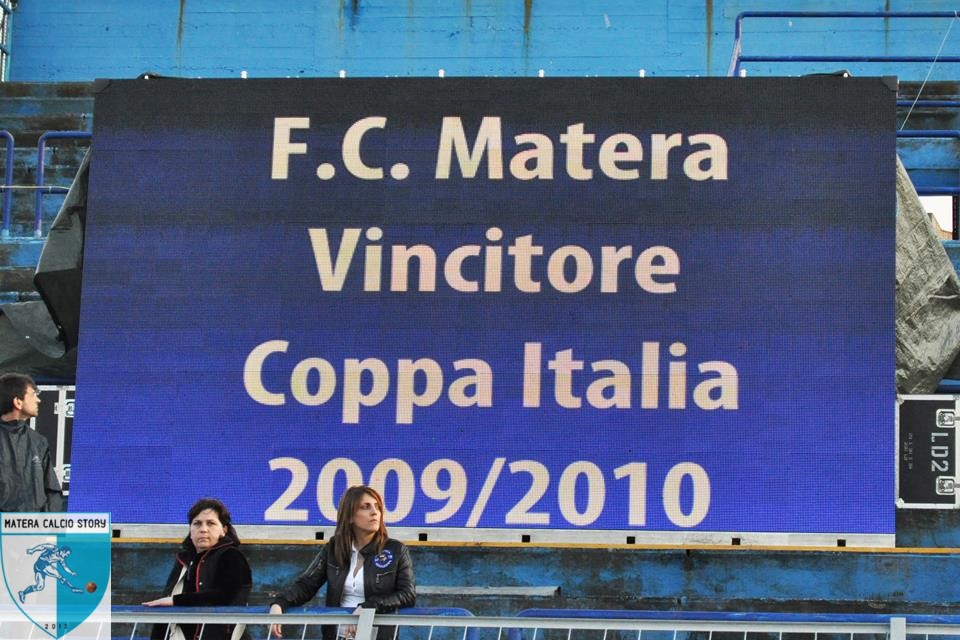 F.C. Matera
Vincitore
Coppa Italia
2009/2010
LD2
MATERA CALCIO STORY